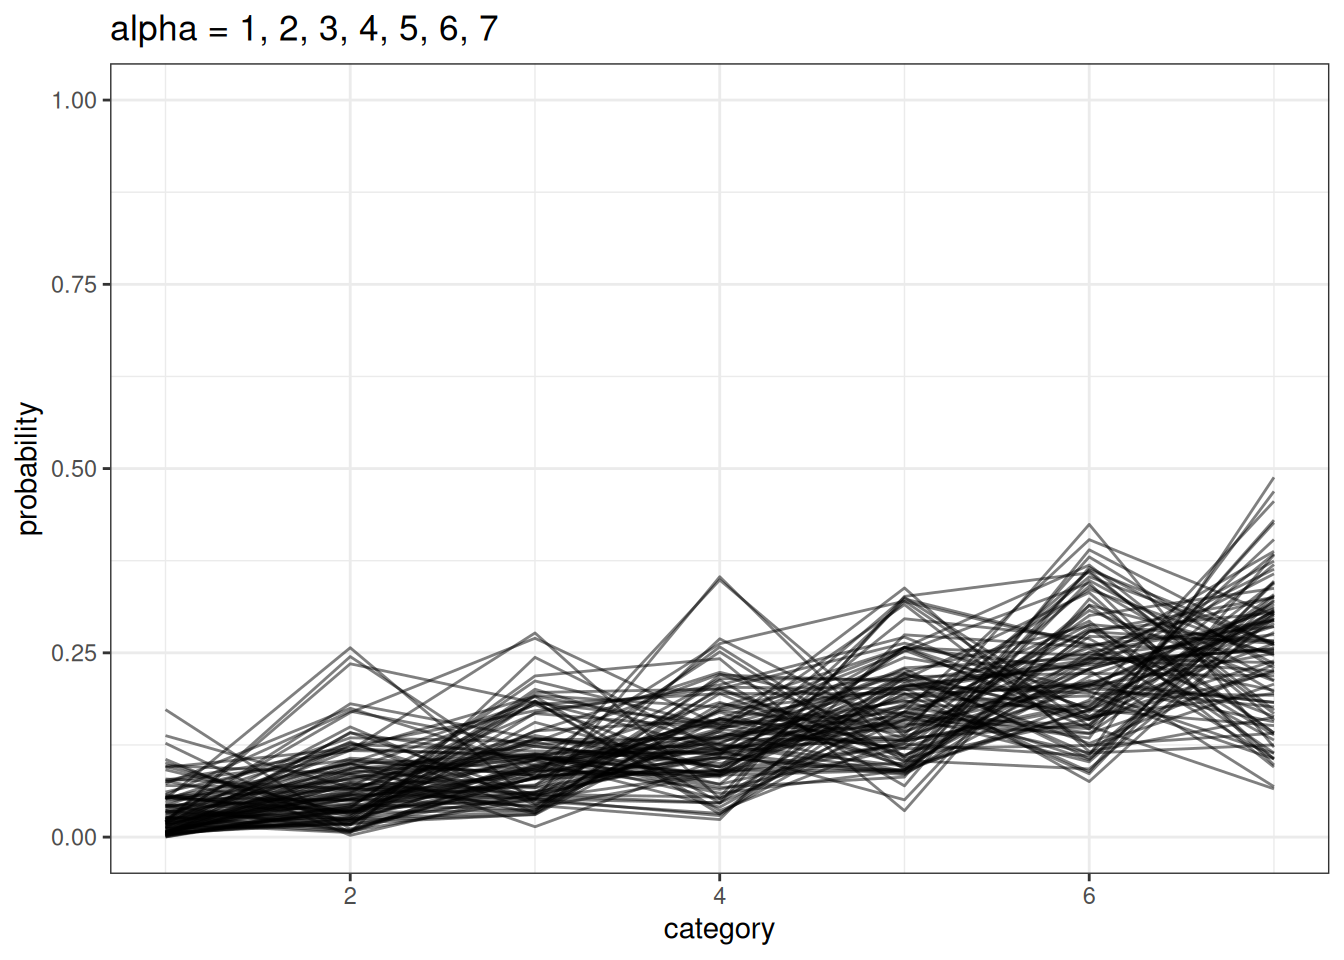 alpha = 1, 2, 3, 4, 5, 6, 7
1.00
0.75
0.50
0.25
0.00
probability
2 4 6
category